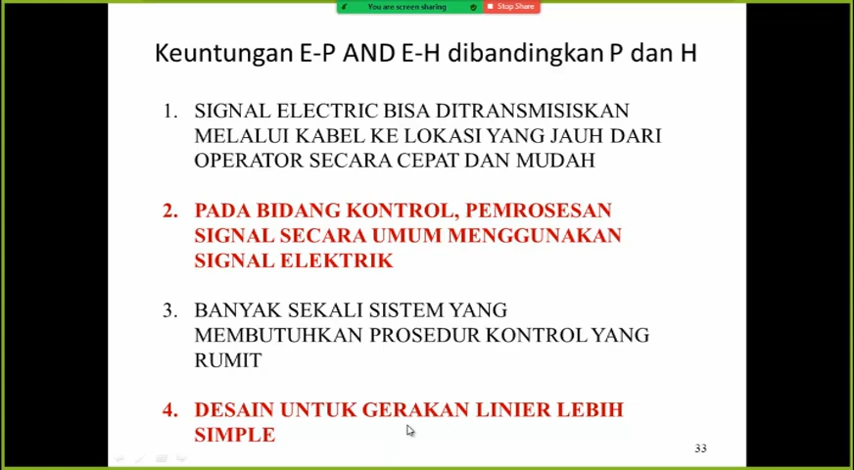 You are screen sharing
Stop Share
Keuntungan E-P AND E-H dibandingkan P dan H
1. SIGNAL ELECTRIC BISA DITRANSMISISKAN
MELALUI KABEL KE LOKASI YANG JAUH DARI
OPERATOR SECARA CEPAT DAN MUDAH
2. PADA BIDANG KONTROL, PEMROSESAN
SIGNAL SECARA UMUM MENGGUNAKAN
SIGNAL ELEKTRIK
3. BANYAK SEKALI SISTEM YANG
MEMBUTUHKAN PROSEDUR KONTROL YANG
RUMIT
4. DESAIN UNTUK GERAKAN LINIER LEBIH
SIMPLE
33